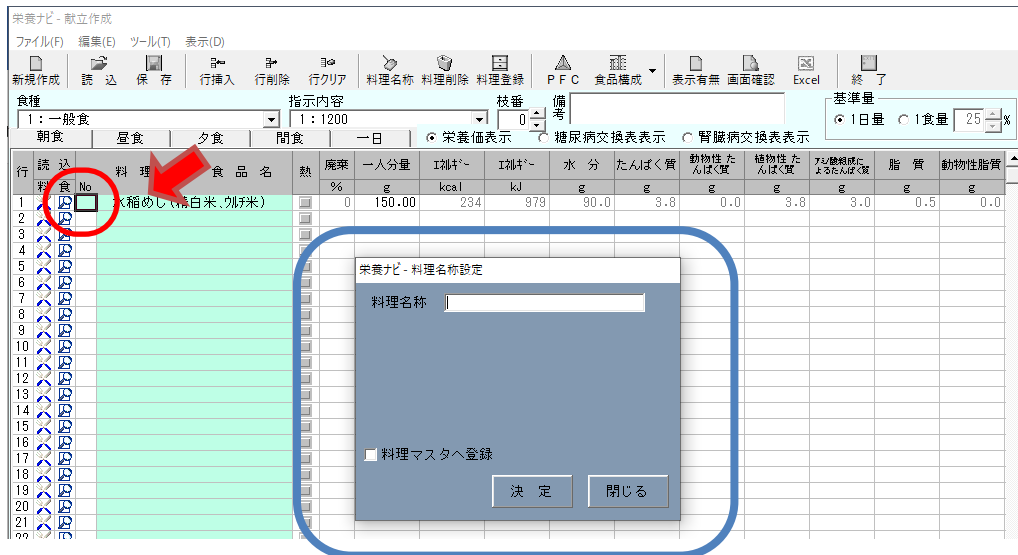 栄養ナビ - 献立作成
ファイル(F) 編集(E) ツール(T) 表示(D)
新規作成 読 込 保 存 行挿入 行削除 行クリア 料理名称 料理削除 料理登録 P F C 食品構成 表示有無 画面確認 Excel 終 了
食種 指示内容 枝番 備考 基準量
1:一般食 1:1200 0 1日量 1食量 25 %
朝食 昼食 夕食 間食 一日 栄養価表示 糖尿病交換表表示 腎臓病交換表表示
行 読 込 料 理 食 品 名 熱 廃棄 一人分量 エネルギー エネルギー 水 分 たんぱく質 動物性たんぱく質 植物性たんぱく質 アミノ酸組成によるたんぱく質 脂 質 動物性脂質
料 食 No % g kcal kJ g g g g g g g
1 水稲めし(精白米、ウルチ米) 0 150.00 234 979 90.0 3.8 0.0 3.8 3.0 0.5 0.0
2
3
4
5
栄養ナビ - 料理名称設定
6
7
料理名称
8
9
10
11
12
13
14
15
16
17
料理マスタへ登録
18
19
決 定 閉じる
20
21
22